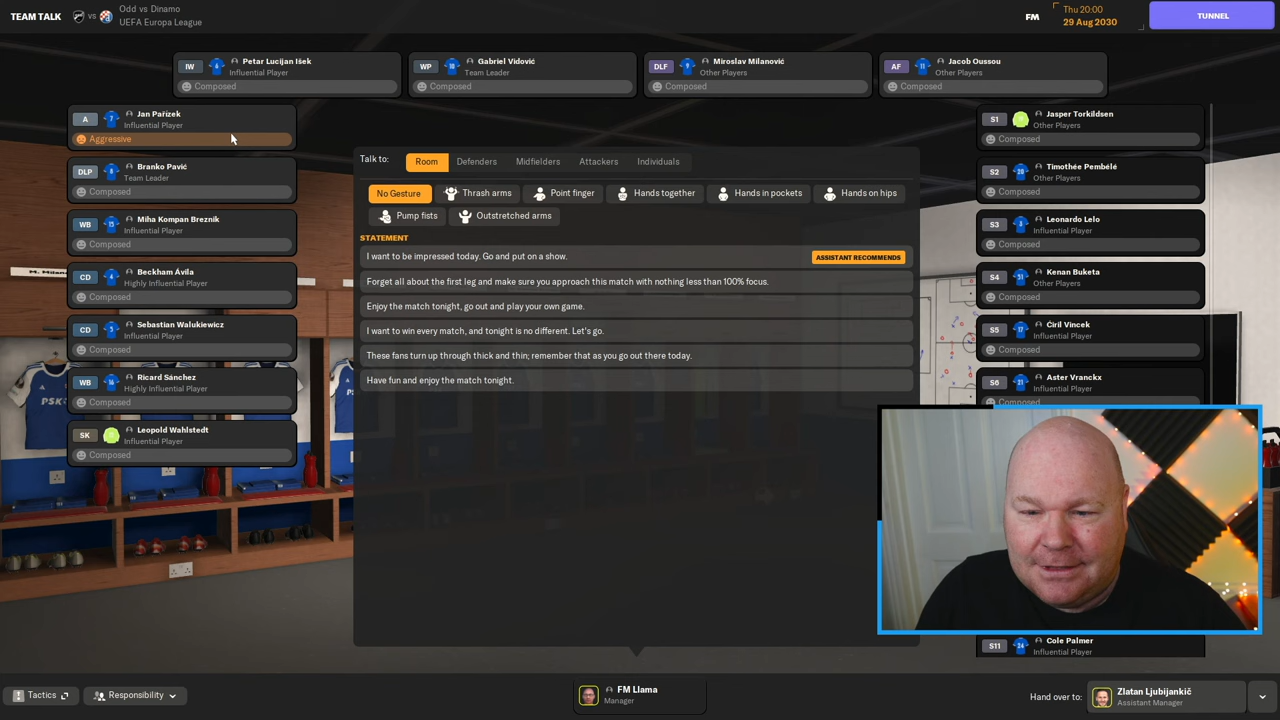 TEAM TALK
vs
Odd vs Dinamo
UEFA Europa League
FM
Thu 20:00
29 Aug 2030
TUNNEL
IW
Petar Lucijan Išek
Influential Player
Composed
WP
Gabriel Vidović
Team Leader
Composed
DLF
Miroslav Milanović
Other Players
Composed
AF
Jacob Oussou
Other Players
Composed
A
Jan Pařízek
Influential Player
Aggressive
DLP
Branko Pavić
Team Leader
Composed
WB
Miha Kompan Breznik
Influential Player
Composed
CD
Beckham Ávila
Highly Influential Player
Composed
CD
Sebastian Walukiewicz
Influential Player
Composed
WB
Ricard Sánchez
Highly Influential Player
Composed
SK
Leopold Wahlstedt
Influential Player
Composed
M. Milano
PSK
Talk to:
Room
Defenders
Midfielders
Attackers
Individuals
No Gesture
Thrash arms
Point finger
Hands together
Hands in pockets
Hands on hips
Pump fists
Outstretched arms
STATEMENT
I want to be impressed today. Go and put on a show.
ASSISTANT RECOMMENDS
Forget all about the first leg and make sure you approach this match with nothing less than 100% focus.
Enjoy the match tonight, go out and play your own game.
I want to win every match, and tonight is no different. Let's go.
These fans turn up through thick and thin; remember that as you go out there today.
Have fun and enjoy the match tonight.
S1
Jasper Torkildsen
Other Players
Composed
S2
Timothée Pembélé
Other Players
Composed
S3
Leonardo Lelo
Influential Player
Composed
S4
Kenan Buketa
Other Players
Composed
S5
Ćiril Vincek
Influential Player
Composed
S6
Aster Vranckx
Influential Player
Composed
S11
Cole Palmer
Influential Player
Tactics
Responsibility
FM Llama
Manager
Hand over to:
Zlatan Ljubijankič
Assistant Manager